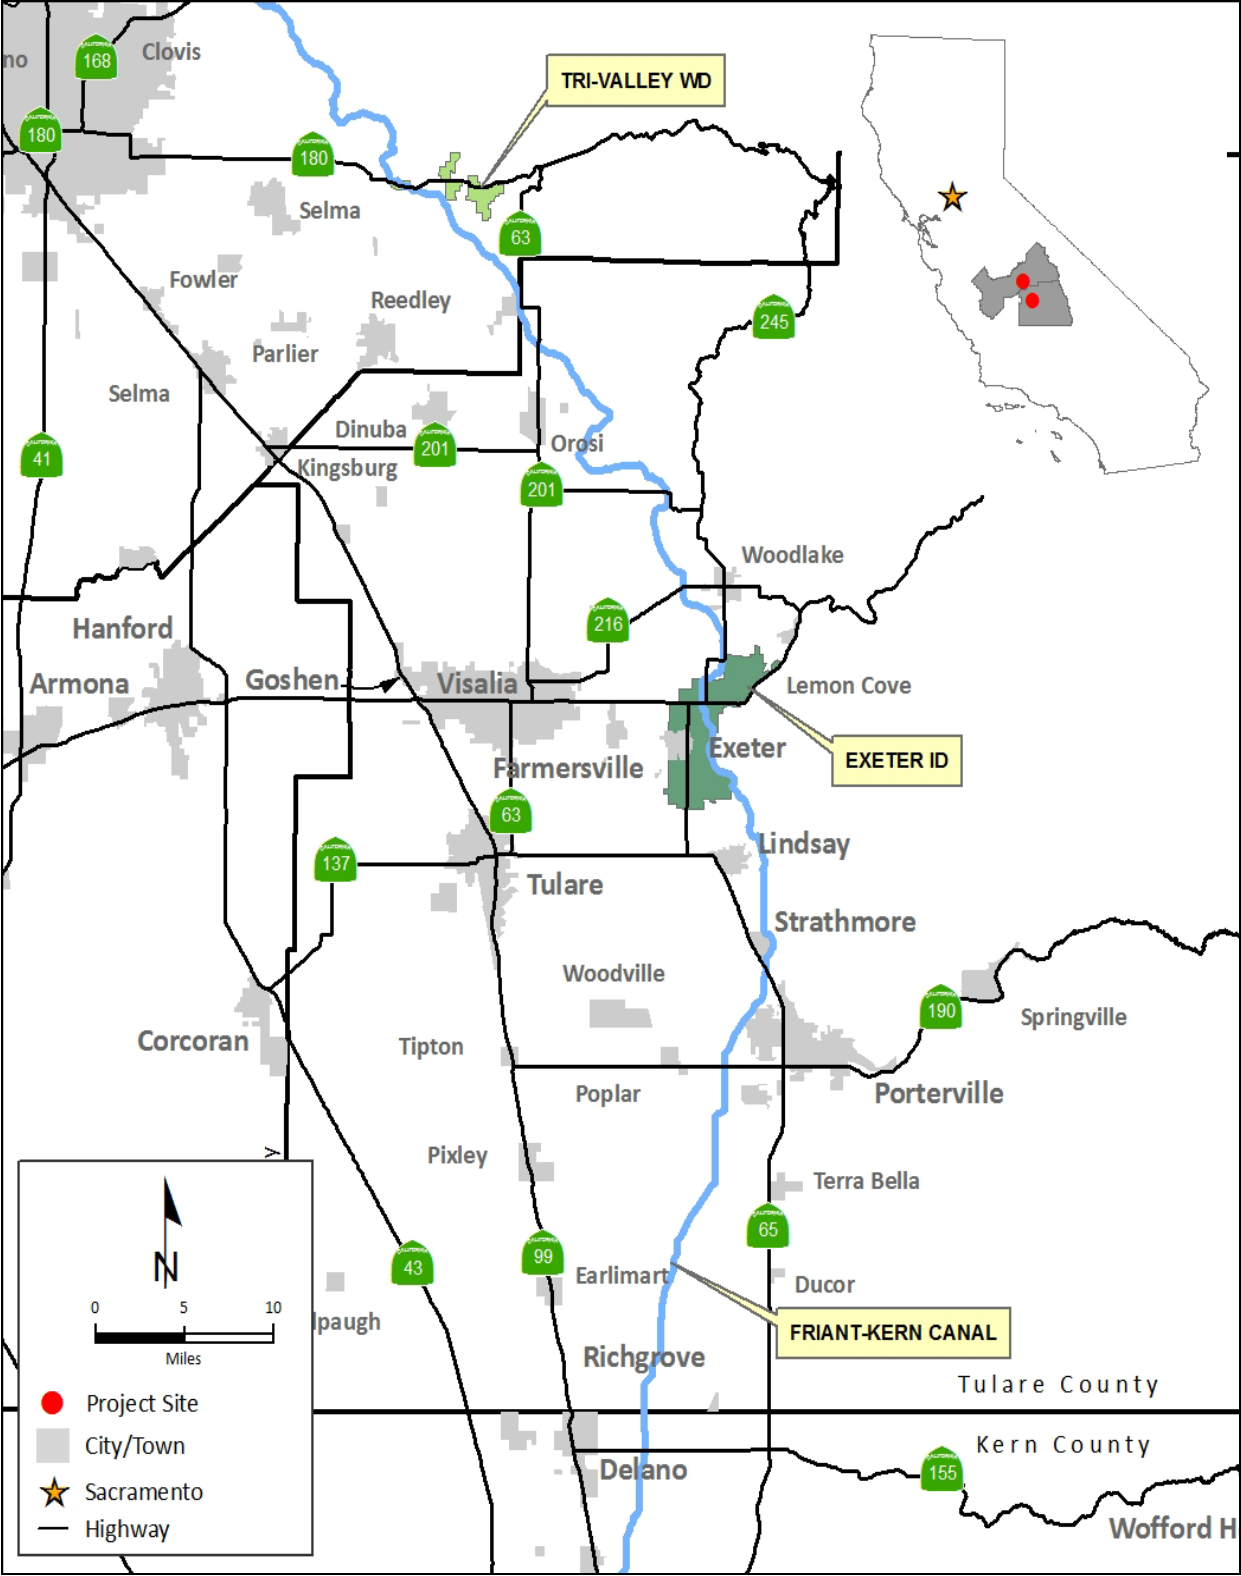 no
168
Clovis
TRI-VALLEY WD
180
180
Selma
63
Fowler
Reedley
245
Parlier
Selma
Dinuba
201
Orosi
41
Kingsburg
201
Woodlake
216
Hanford
Armona
Goshen
Visalia
Lemon Cove
Exeter
EXETER ID
Farmersville
63
137
Lindsay
Tulare
Strathmore
Woodville
190
Springville
Corcoran
Tipton
Poplar
Porterville
y
Pixley
Terra Bella
65
43
99
Earlimart
Ducor
lpaugh
FRIANT-KERN CANAL
Richgrove
Tulare County
Kern County
155
Delano
Wofford H
N
0 5 10
Miles
Project Site
City/Town
Sacramento
Highway